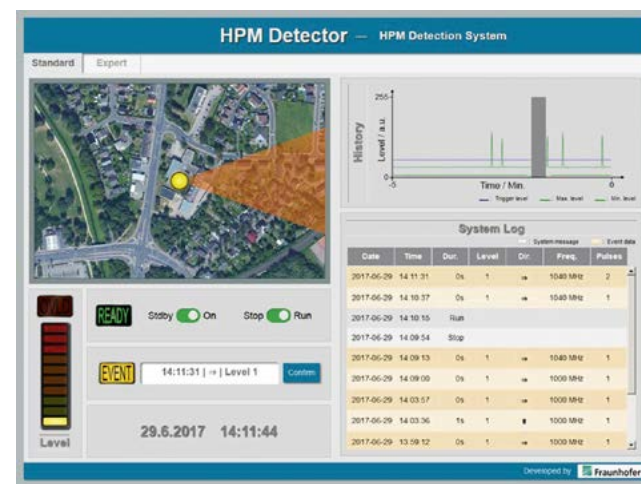 HPM Detector — HPM Detection System
Standard Expert
History
Level / a.u.
255
0
-5 Time / Min. 0
Trigger level Max. level Min. level
System Log
System message Event data
Date Time Dur. Level Dir. Freq. Pulses
2017-06-29 14:11:31 0s 1 ⇒ 1040 MHz 2
2017-06-29 14:10:37 0s 1 ⇒ 1040 MHz 1
2017-06-29 14:10:15 Run
2017-06-29 14:09:54 Stop
2017-06-29 14:09:13 0s 1 ⇒ 1040 MHz 1
2017-06-29 14:09:00 0s 1 ⇒ 1000 MHz 1
2017-06-29 14:03:57 0s 1 ⇒ 1000 MHz 1
2017-06-29 14:03:36 1s 1 1000 MHz 1
2017-06-29 13:59:12 0s 1 ⇒ 1000 MHz 1
READY Stdby On Stop Run
EVENT 14:11:31 | ⇒ | Level 1 Confirm
29.6.2017 14:11:44
Level
Developed by Fraunhofer